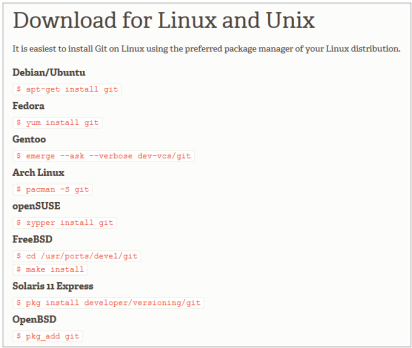 Download for Linux and Unix
It is easiest to install Git on Linux using the preferred package manager of your Linux distribution.
Debian/Ubuntu
$ apt-get install git
Fedora
$ yum install git
Gentoo
$ emerge --ask --verbose dev-vcs/git
Arch Linux
$ pacman -S git
openSUSE
$ zypper install git
FreeBSD
$ cd /usr/ports/devel/git
$ make install
Solaris 11 Express
$ pkg install developer/versioning/git
OpenBSD
$ pkg_add git